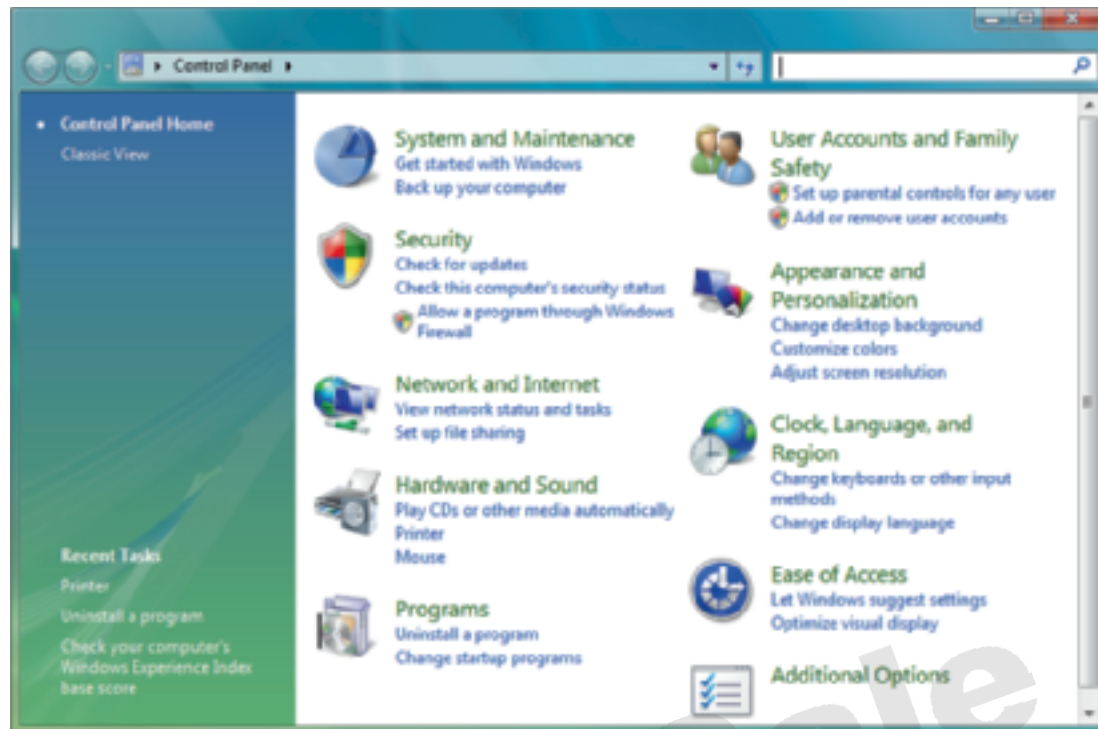 Control Panel
Control Panel Home
Classic View
Recent Tasks
Printer
Uninstall a program
Check your computer's
Windows Experience Index
base score
System and Maintenance
Get started with Windows
Back up your computer
Security
Check for updates
Check this computer's security status
Allow a program through Windows
Firewall
Network and Internet
View network status and tasks
Set up file sharing
Hardware and Sound
Play CDs or other media automatically
Printer
Mouse
Programs
Uninstall a program
Change startup programs
User Accounts and Family
Safety
Set up parental controls for any user
Add or remove user accounts
Appearance and
Personalization
Change desktop background
Customize colors
Adjust screen resolution
Clock, Language, and
Region
Change keyboards or other input
methods
Change display language
Ease of Access
Let Windows suggest settings
Optimize visual display
Additional Options